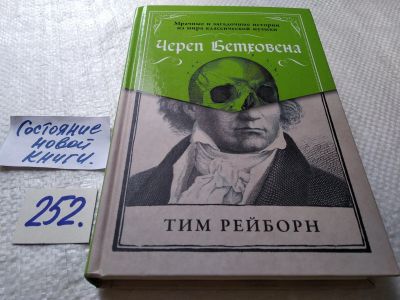 Мрачные и загадочные истории
из мира классической музыки
Череп Бетховена
ТИМ РЕЙБОРН
Состояние
новой
книги.
252.